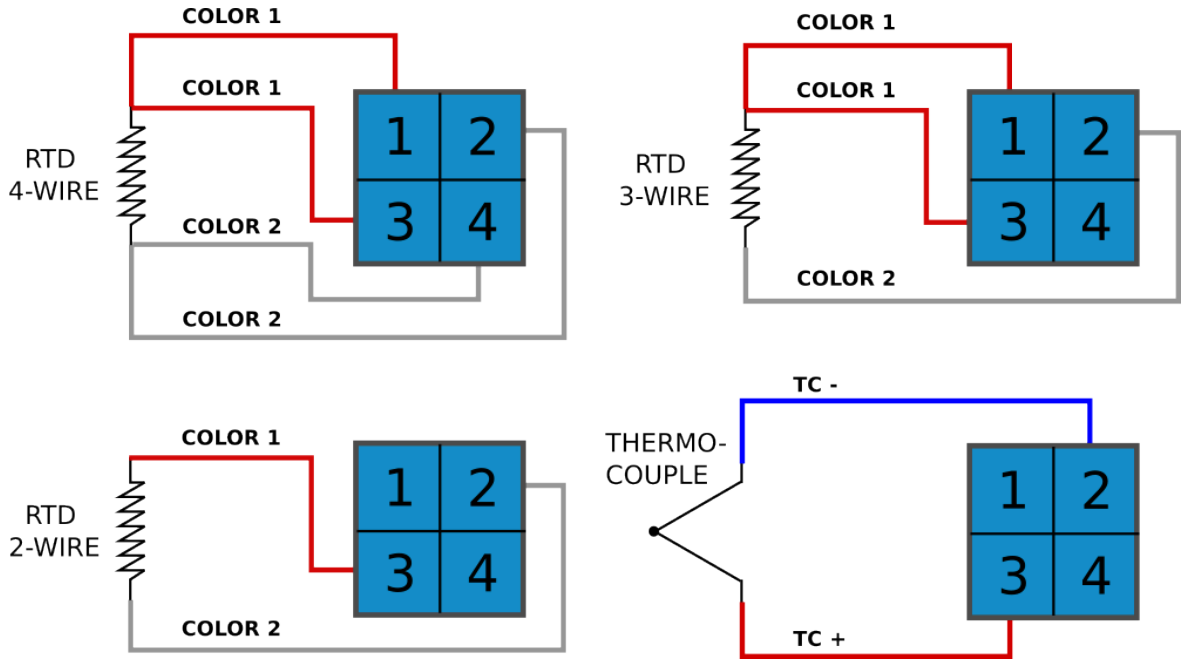 COLOR 1
COLOR 1
1 2
RTD
4-WIRE
3 4
COLOR 2
COLOR 2
COLOR 1
COLOR 1
1 2
RTD
3-WIRE
3 4
COLOR 2
COLOR 1
1 2
RTD
2-WIRE
3 4
COLOR 2
TC -
THERMO-
COUPLE
1 2
3 4
TC +